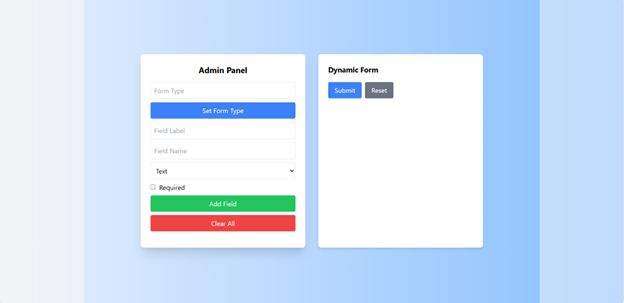 Admin Panel
Form Type
Set Form Type
Field Label
Field Name
Text
Required
Add Field
Clear All
Dynamic Form
Submit Reset